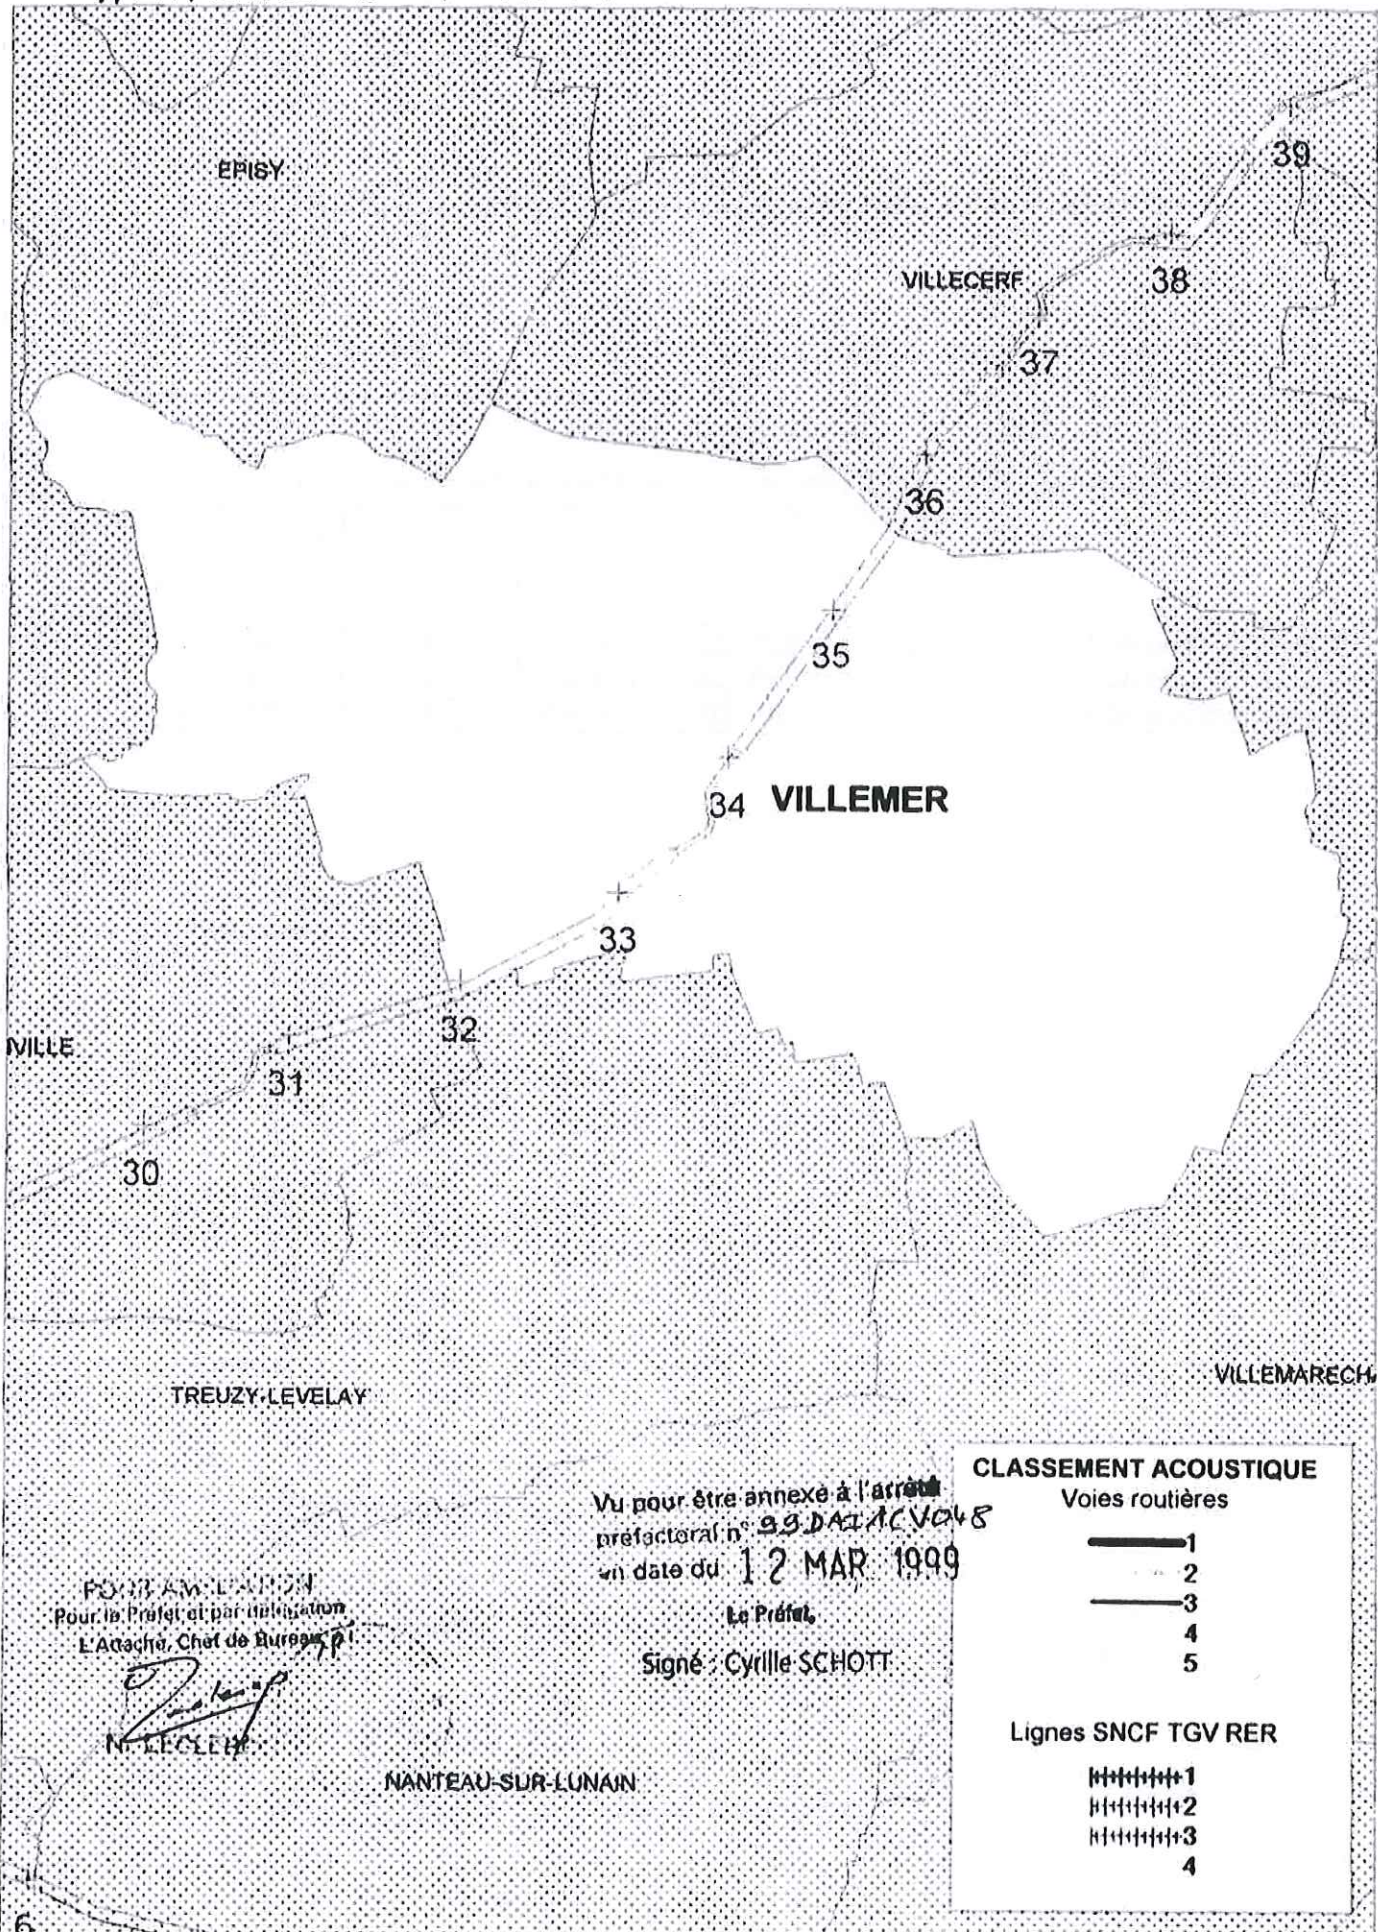 EPISY
39
VILLECERF
38
37
36
35
34
VILLEMER
33
32
IVILLE
31
30
TREUZY-LEVELAY
VILLEMARECH
Vu pour être annexé à l'arrêté
préfectoral n° 99DAI1CV048
en date du 12 MAR 1999
Le Préfet,
Signé : Cyrille SCHOTT
Pour le Préfet et par délégation
L'Attaché, Chef de Bureau
NANTEAU-SUR-LUNAIN
6
CLASSEMENT ACOUSTIQUE
Voies routières
1
2
3
4
5
Lignes SNCF TGV RER
1
2
3
4